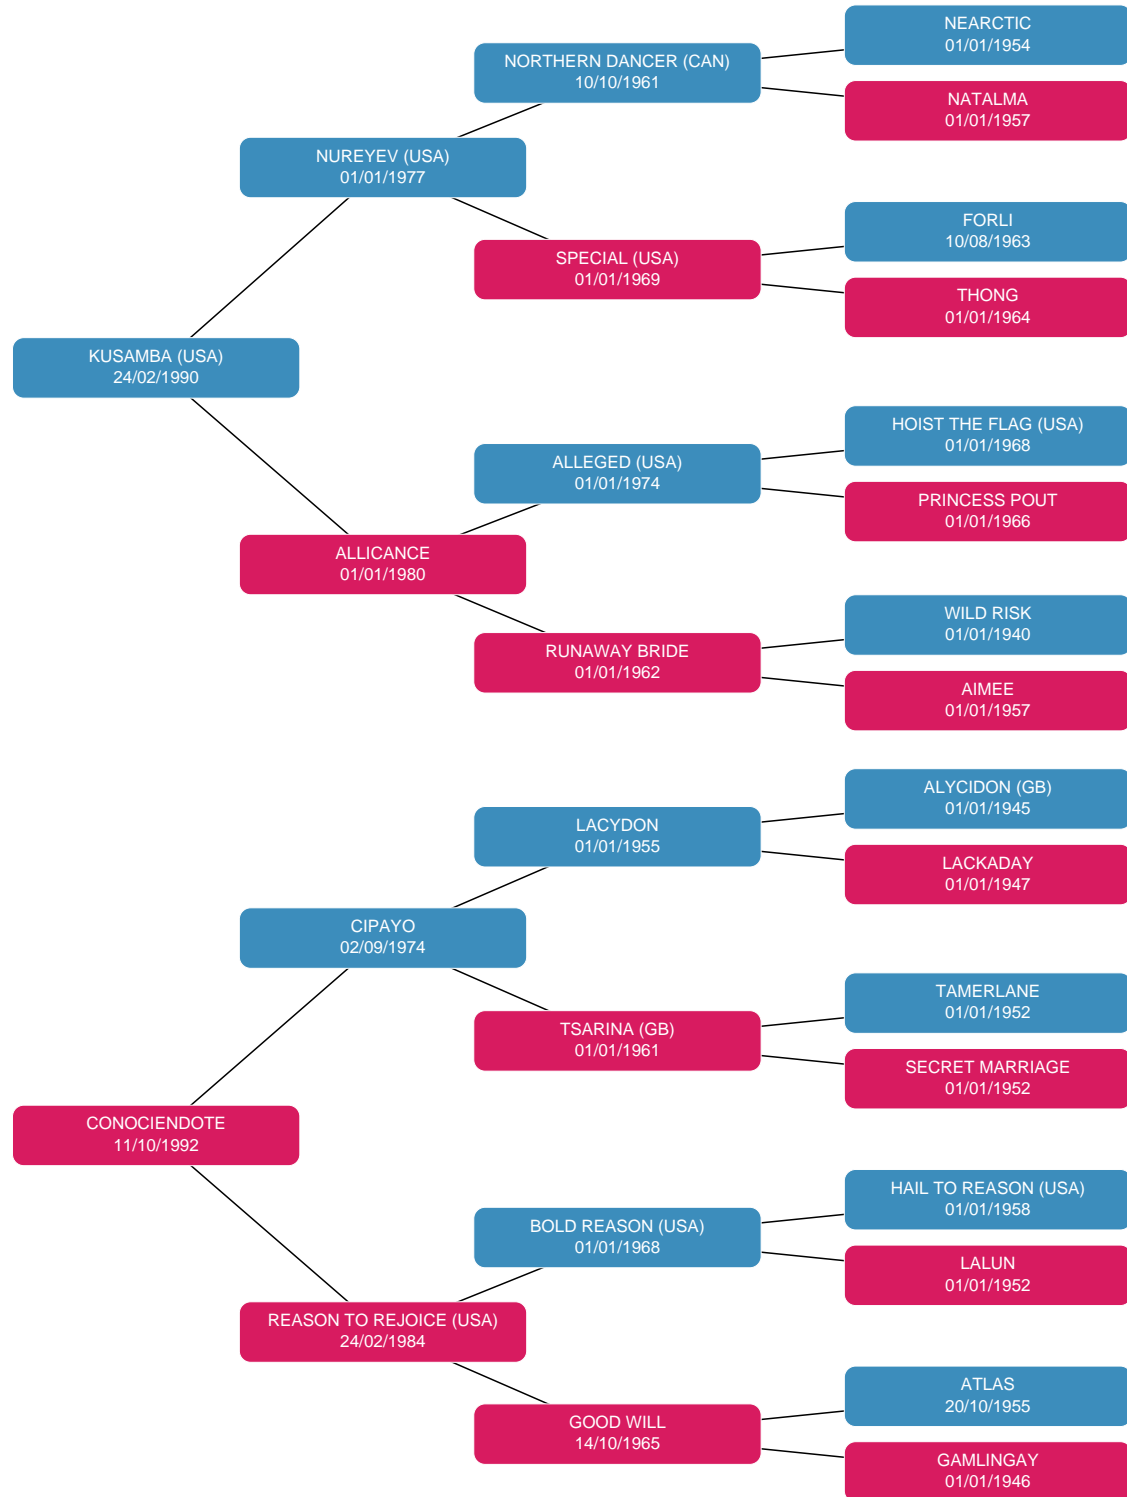 NEARCTIC
01/01/1954
NORTHERN DANCER (CAN)
10/10/1961
NATALMA
01/01/1957
NUREYEV (USA)
01/01/1977
FORLI
10/08/1963
SPECIAL (USA)
01/01/1969
THONG
01/01/1964
KUSAMBA (USA)
24/02/1990
HOIST THE FLAG (USA)
01/01/1968
ALLEGED (USA)
01/01/1974
PRINCESS POUT
01/01/1966
ALLICANCE
01/01/1980
WILD RISK
01/01/1940
RUNAWAY BRIDE
01/01/1962
AIMEE
01/01/1957
ALYCIDON (GB)
01/01/1945
LACYDON
01/01/1955
LACKADAY
01/01/1947
CIPAYO
02/09/1974
TAMERLANE
01/01/1952
TSARINA (GB)
01/01/1961
SECRET MARRIAGE
01/01/1952
CONOCIENDOTE
11/10/1992
HAIL TO REASON (USA)
01/01/1958
BOLD REASON (USA)
01/01/1968
LALUN
01/01/1952
REASON TO REJOICE (USA)
24/02/1984
ATLAS
20/10/1955
GOOD WILL
14/10/1965
GAMLINGAY
01/01/1946